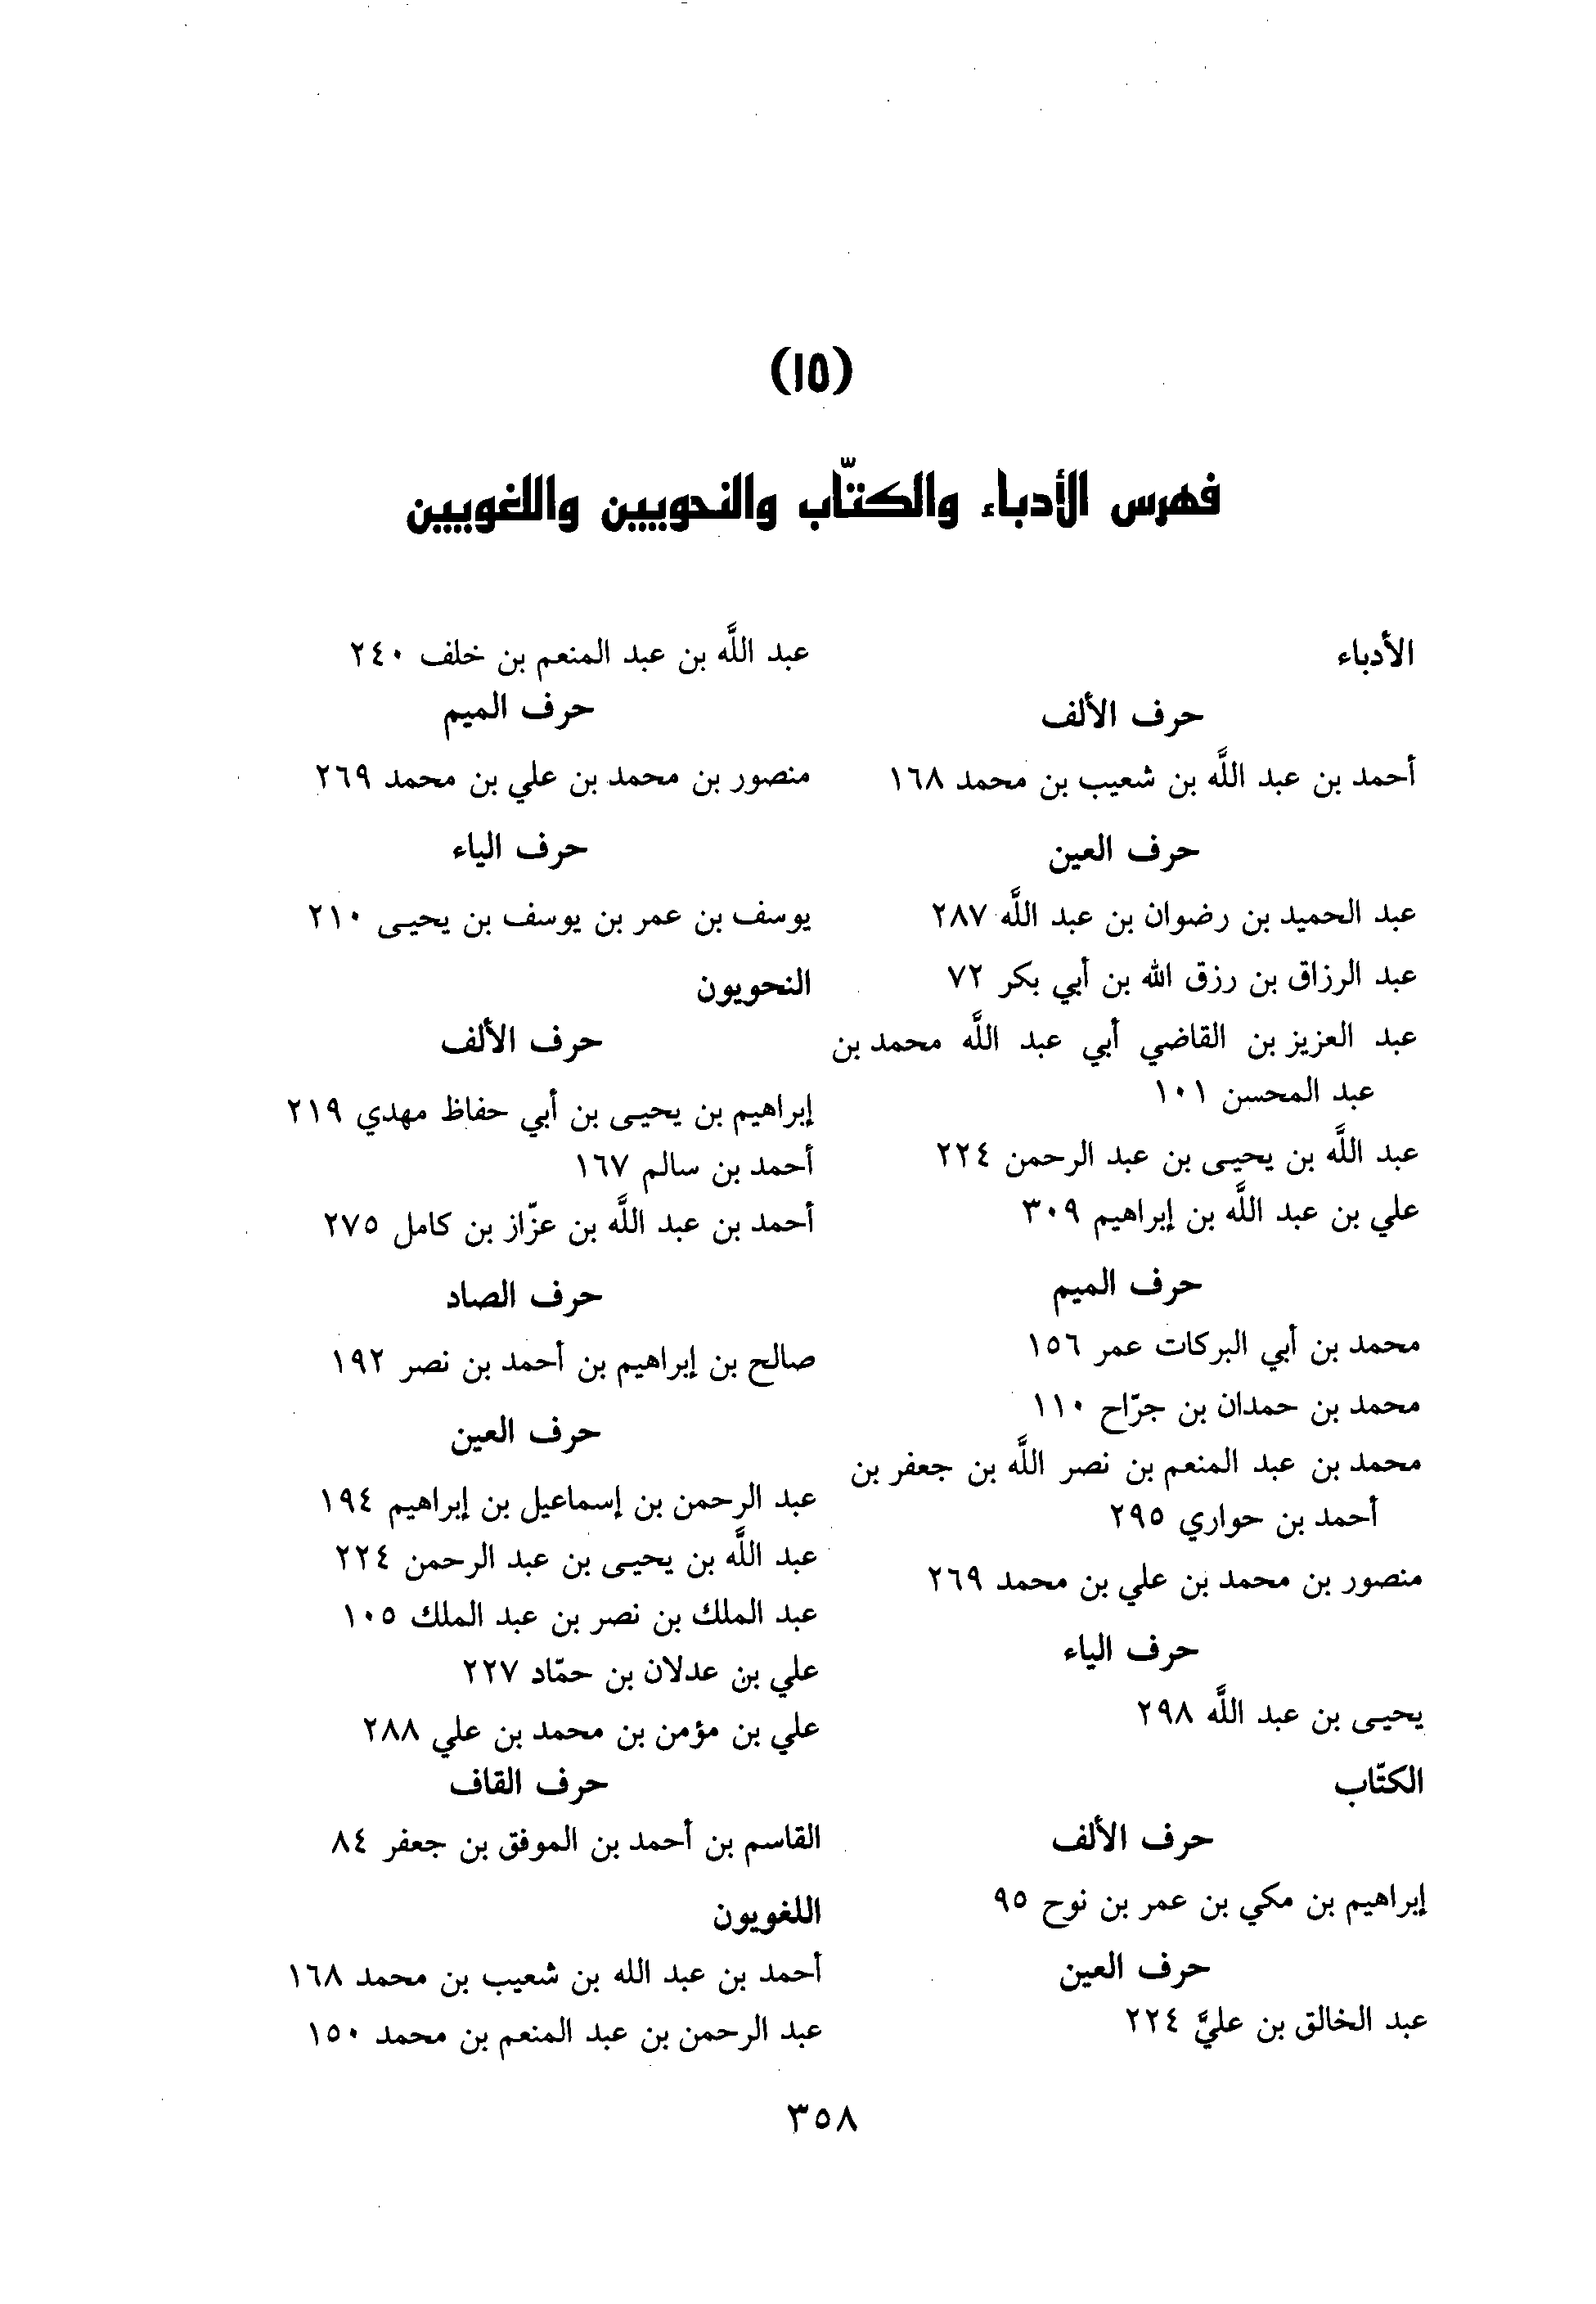 (١٥)
فهرس الأدباء والكتّاب والنحويين واللغويين
الأدباء
حرف الألف
أحمد بن عبد اللَّه بن شعيب بن محمد ١٦٨
حرف العين
عبد الحميد بن رضوان بن عبد اللَّه ٢٨٧
عبد الرزاق بن رزق الله بن أبي بكر ٧٢
عبد العزيز بن القاضي أبي عبد اللَّه محمد بن
عبد المحسن ١٠١
عبد اللَّه بن يحيى بن عبد الرحمن ٢٢٤
علي بن عبد اللَّه بن إبراهيم ٣٠٩
حرف الميم
محمد بن أبي البركات عمر ١٥٦
محمد بن حمدان بن جرّاح ١١٠
محمد بن عبد المنعم بن نصر اللَّه بن جعفر بن
أحمد بن حواري ٢٩٥
منصور بن محمد بن علي بن محمد ٢٦٩
حرف الياء
يحيى بن عبد اللَّه ٢٩٨
الكتّاب
حرف الألف
إبراهيم بن مكي بن عمر بن نوح ٩٥
حرف العين
عبد الخالق بن عليّ ٢٢٤
عبد اللَّه بن عبد المنعم بن خلف ٢٤٠
حرف الميم
منصور بن محمد بن علي بن محمد ٢٦٩
حرف الياء
يوسف بن عمر بن يوسف بن يحيى ٢١٠
النحويون
حرف الألف
إبراهيم بن يحيى بن أبي حفاظ مهدي ٢١٩
أحمد بن سالم ١٦٧
أحمد بن عبد اللَّه بن عزّاز بن كامل ٢٧٥
حرف الصاد
صالح بن إبراهيم بن أحمد بن نصر ١٩٢
حرف العين
عبد الرحمن بن إسماعيل بن إبراهيم ١٩٤
عبد اللَّه بن يحيى بن عبد الرحمن ٢٢٤
عبد الملك بن نصر بن عبد الملك ١٠٥
علي بن عدلان بن حمّاد ٢٢٧
علي بن مؤمن بن محمد بن علي ٢٨٨
حرف القاف
القاسم بن أحمد بن الموفق بن جعفر ٨٤
اللغويون
أحمد بن عبد الله بن شعيب بن محمد ١٦٨
عبد الرحمن بن عبد المنعم بن محمد ١٥٠
٣٥٨